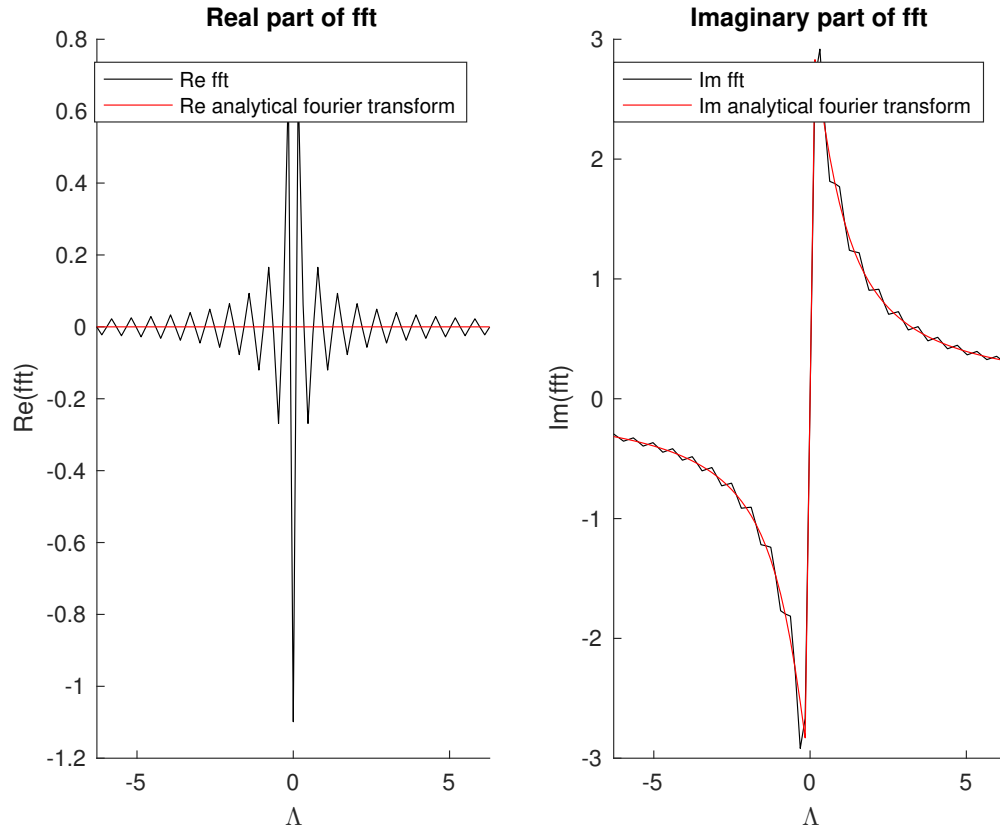 Real part of fft
0.8
0.6
0.4
0.2
0
-0.2
-0.4
-0.6
-0.8
-1
-1.2
Re(fft)
Re fft
Re analytical fourier transform
-5
0
5
Λ
Imaginary part of fft
3
2
1
0
-1
-2
-3
Im(fft)
Im fft
Im analytical fourier transform
-5
0
5
Λ